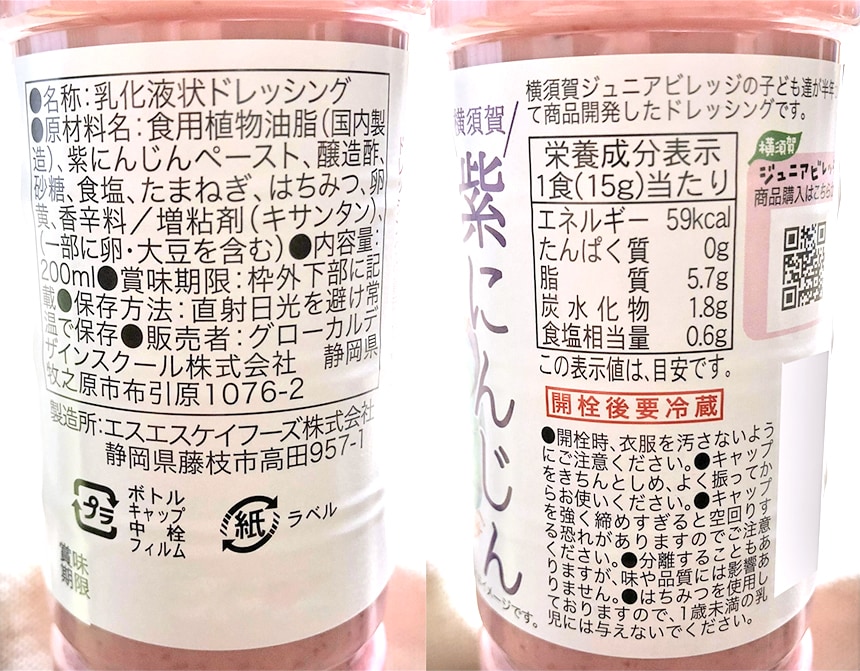 ●名称:乳化液状ドレッシング
●原材料名:食用植物油脂(国内製
造)、紫にんじんペースト、醸造酢、
砂糖、食塩、たまねぎ、はちみつ、卵
黄、香辛料/増粘剤(キサンタン)、
(一部に卵・大豆を含む)●内容量:
200ml●賞味期限:枠外下部に記
載●保存方法:直射日光を避け常
温で保存●販売者:グローカルデ
ザインスクール株式会社 静岡県
牧之原市布引原1076-2
製造所:エスエスケイフーズ株式会社
静岡県藤枝市高田957-1
プラ
ボトル
キャップ
中栓
フィルム
紙
ラベル
賞味
期限
横須賀ジュニアビレッジの子ども達が半年
て商品開発したドレッシングです。
横須賀
紫にんじん
栄養成分表示
1食(15g)当たり
エネルギー 59kcal
たんぱく質 0g
脂質 5.7g
炭水化物 1.8g
食塩相当量 0.6g
この表示値は、目安です。
横須賀
ジュニアビレッ
商品購入はこちら
開栓後要冷蔵
●開栓時、衣服を汚さないよう
にご注意ください。●キャップ
をきちんとしめ、よく振ってか
らお使いください。●キャップ
を強く締めすぎると空回りす
る恐れがありますのでご注意
ください。●分離することもあ
りますが、味や品質には影響あ
りません。●はちみつを使用し
ておりますので、1歳未満の乳
児には与えないでください。
イメージです。